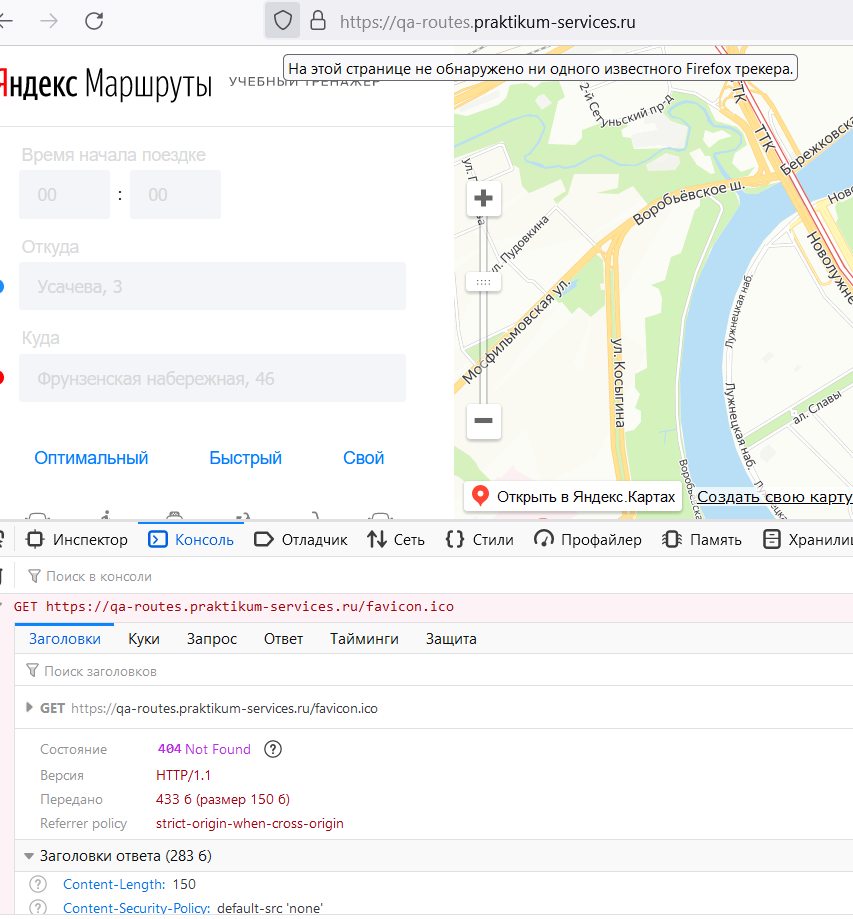 https://qa-routes.praktikum-services.ru
На этой странице не обнаружено ни одного известного Firefox трекера.
Яндекс Маршруты
УЧЕБНЫЙ ТРЕНАЖЕР
Время начала поездке
00 : 00
Откуда
Усачева, 3
Куда
Фрунзенская набережная, 46
Оптимальный Быстрый Свой
2-й Сетуньский пр-д
ТТК
ТТК
Бережковска
Воробьёвское ш.
ул. Пудовкина
Мосфильмовская ул.
ул. Косыгина
Новолужне
Лужнецкая наб.
Лужнецкая наб.
ал. Славы
Открыть в Яндекс.Картах
Создать свою карту
Инспектор Консоль Отладчик Сеть Стили Профайлер Память Хранили
Поиск в консоли
GET https://qa-routes.praktikum-services.ru/favicon.ico
Заголовки Куки Запрос Ответ Тайминги Защита
Поиск заголовков
GET https://qa-routes.praktikum-services.ru/favicon.ico
Состояние 404 Not Found ?
Версия HTTP/1.1
Передано 433 б (размер 150 б)
Referrer policy strict-origin-when-cross-origin
Заголовки ответа (283 б)
? Content-Length: 150
? Content-Security-Policy: default-src 'none'